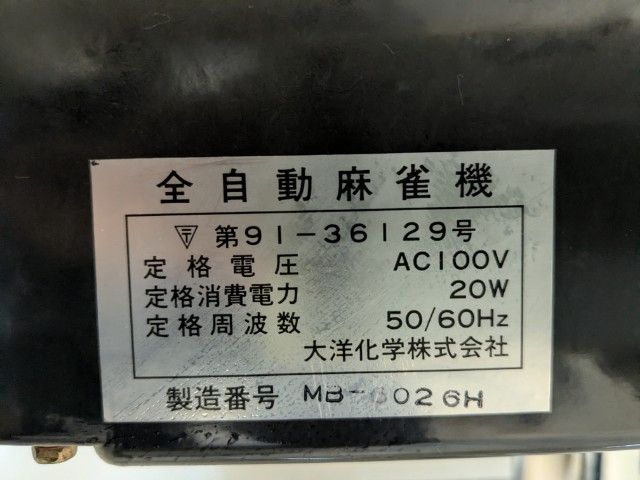 全自動麻雀機
〒 第91-36129号
定格電圧 AC100V
定格消費電力 20W
定格周波数 50/60Hz
大洋化学株式会社
製造番号